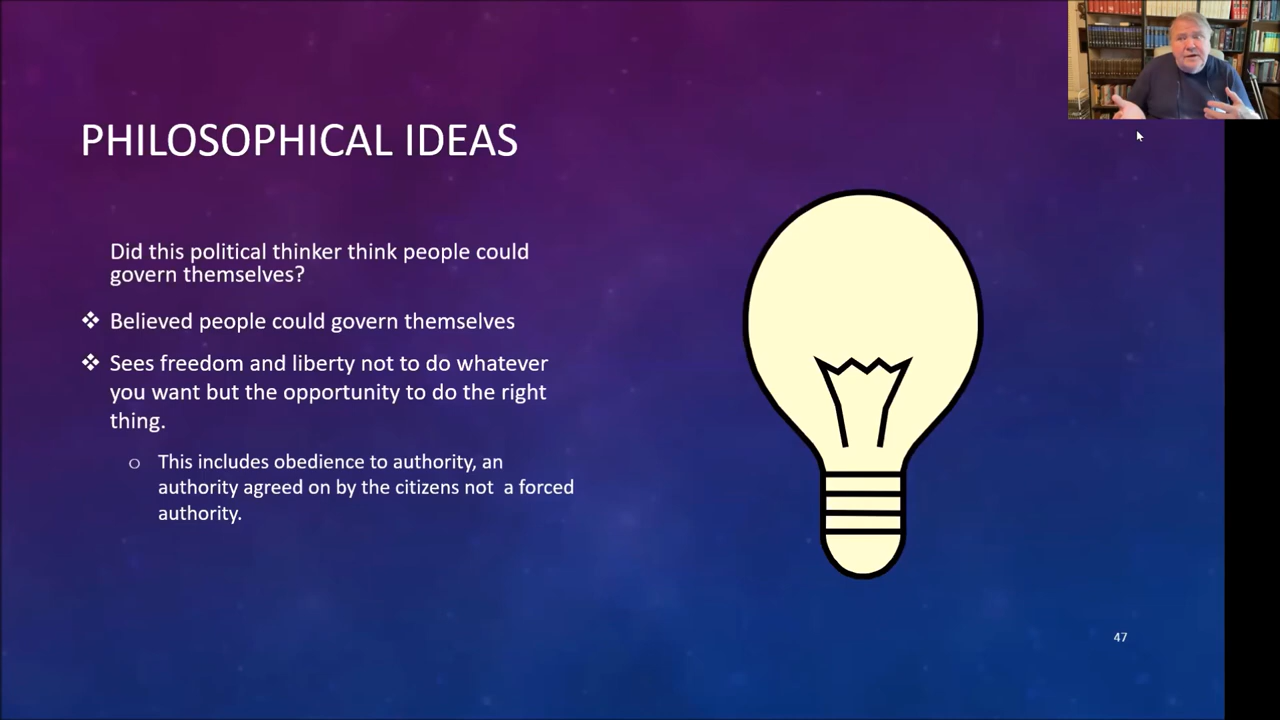 PHILOSOPHICAL IDEAS
Did this political thinker think people could
govern themselves?
❖ Believed people could govern themselves
❖ Sees freedom and liberty not to do whatever
you want but the opportunity to do the right
thing.
o This includes obedience to authority, an
authority agreed on by the citizens not  a forced
authority.
47